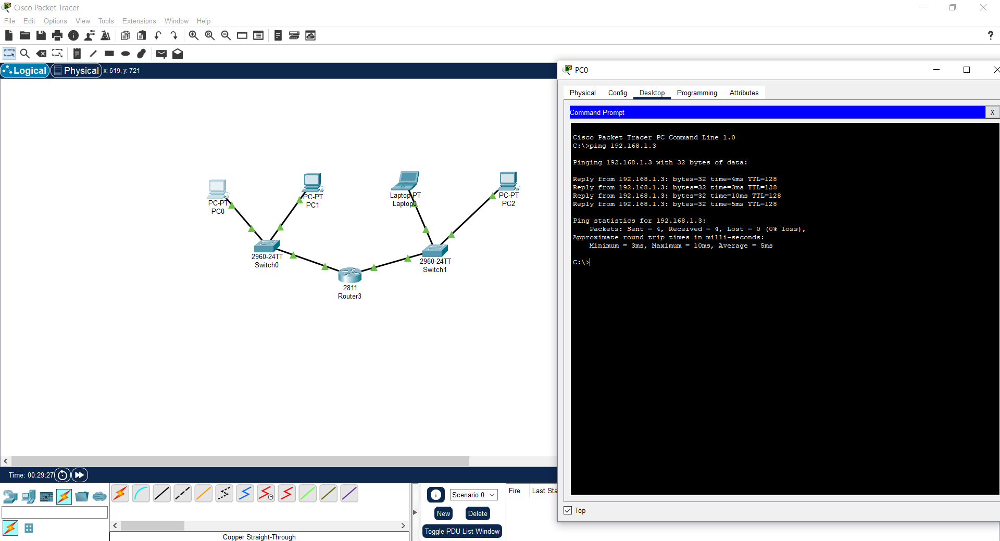 Cisco Packet Tracer
File Edit Options View Tools Extensions Window Help
?
Logical Physical x: 619, y: 721
PC0
Physical Config Desktop Programming Attributes
Command Prompt
X
Cisco Packet Tracer PC Command Line 1.0
C:\>ping 192.168.1.3
Pinging 192.168.1.3 with 32 bytes of data:
Reply from 192.168.1.3: bytes=32 time=4ms TTL=128
Reply from 192.168.1.3: bytes=32 time=3ms TTL=128
Reply from 192.168.1.3: bytes=32 time=10ms TTL=128
Reply from 192.168.1.3: bytes=32 time=5ms TTL=128
Ping statistics for 192.168.1.3:
Packets: Sent = 4, Received = 4, Lost = 0 (0% loss),
Approximate round trip times in milli-seconds:
Minimum = 3ms, Maximum = 10ms, Average = 5ms
C:\>
Top
PC-PT
PC0
PC-PT
PC1
Laptop-PT
Laptop0
PC-PT
PC2
2960-24TT
Switch0
2960-24TT
Switch1
2811
Router3
Time: 00:29:27
Scenario 0
New Delete
Toggle PDU List Window
Fire Last Sta
Copper Straight-Through